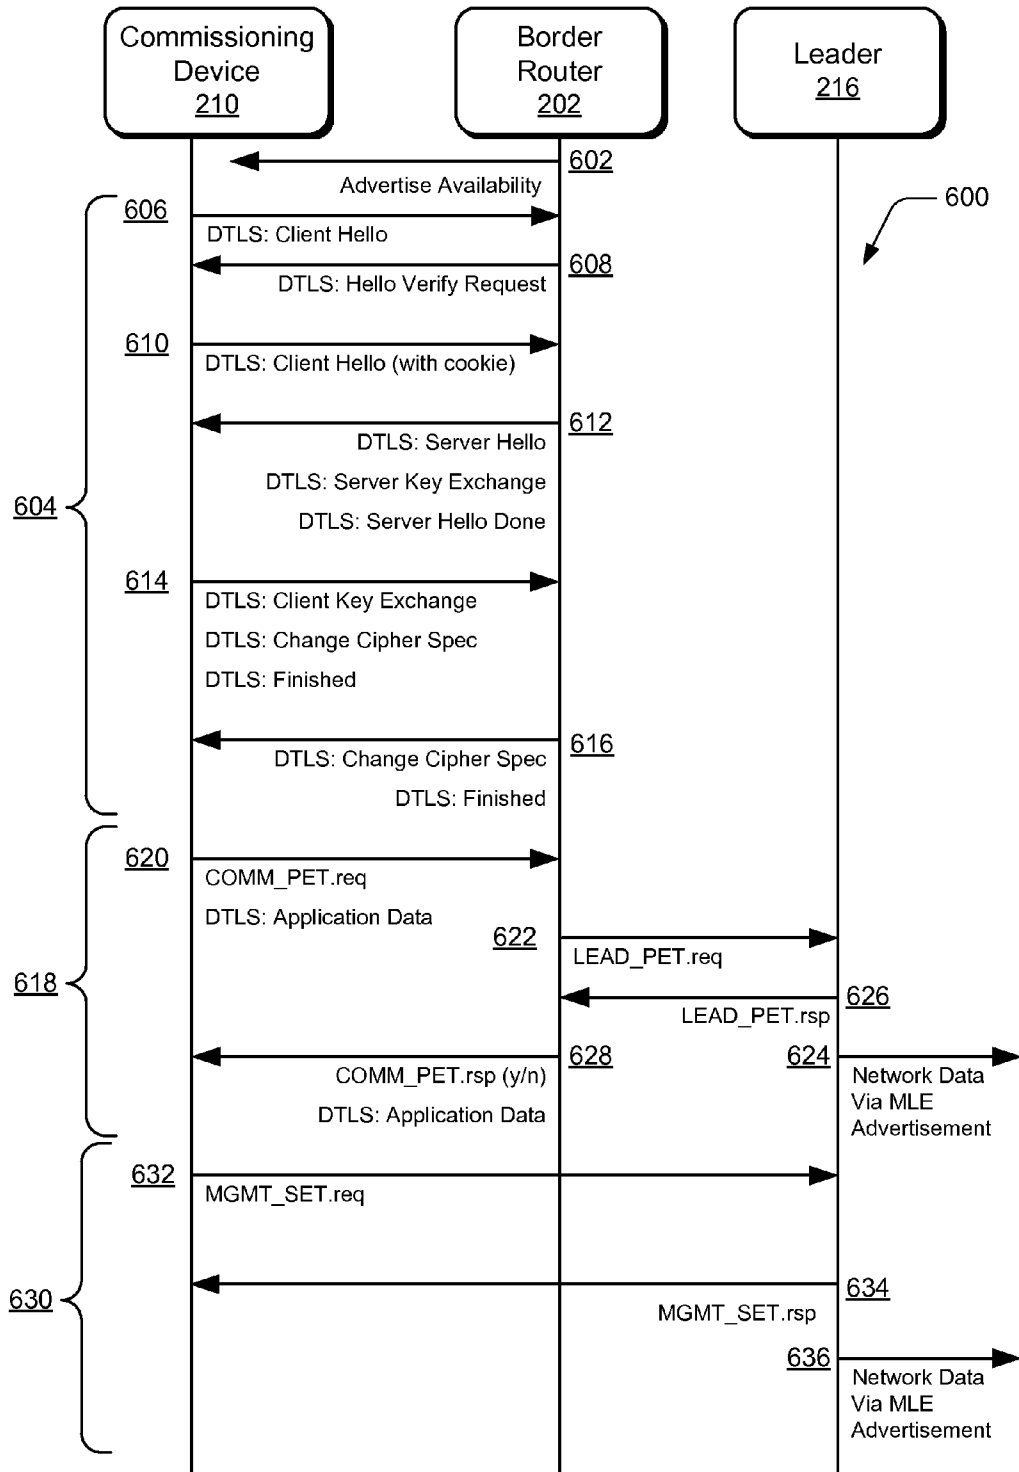 Commissioning
Device
210
Border
Router
202
Leader
216
602
Advertise Availability
600
606
DTLS: Client Hello
608
DTLS: Hello Verify Request
610
DTLS: Client Hello (with cookie)
612
DTLS: Server Hello
DTLS: Server Key Exchange
604
DTLS: Server Hello Done
614
DTLS: Client Key Exchange
DTLS: Change Cipher Spec
DTLS: Finished
616
DTLS: Change Cipher Spec
DTLS: Finished
620
COMM_PET.req
DTLS: Application Data
622
LEAD_PET.req
618
626
LEAD_PET.rsp
628
COMM_PET.rsp (y/n)
DTLS: Application Data
624
Network Data
Via MLE
Advertisement
632
MGMT_SET.req
630
634
MGMT_SET.rsp
636
Network Data
Via MLE
Advertisement